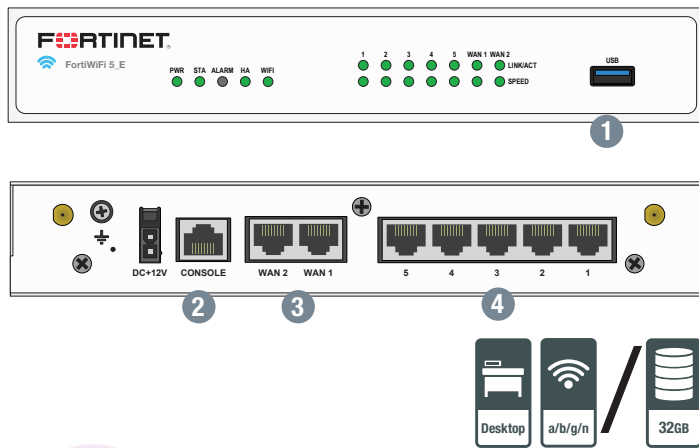 FORTINET
FortiWiFi 5_E
PWR STA ALARM HA WIFI
1 2 3 4 5 WAN 1 WAN 2
LINK/ACT
SPEED
USB
1
DC+12V CONSOLE WAN 2 WAN 1 5 4 3 2 1
2 3 4
Desktop a/b/g/n 32GB